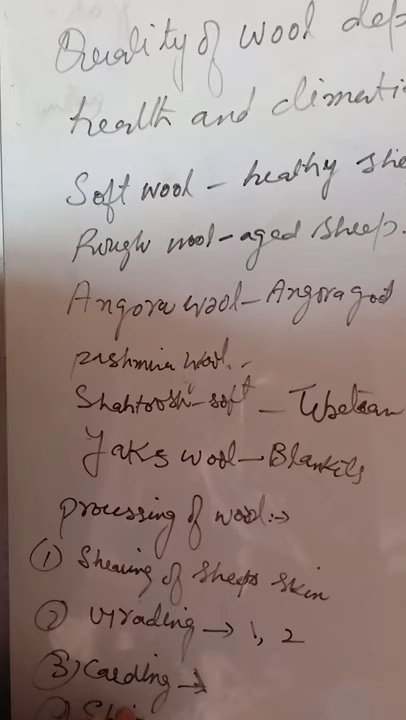 Quality of wool dep
health and climati
Soft wool - healthy she
Rough wool - aged sheeps.
Angora wool - Angora goat
pashmina wool. -
Shahtoosh - soft - Tibetean
Yaks wool → Blankets
processing of wool :→
① Shearing of sheeps skin
② Grading → 1, 2
③ Carding →